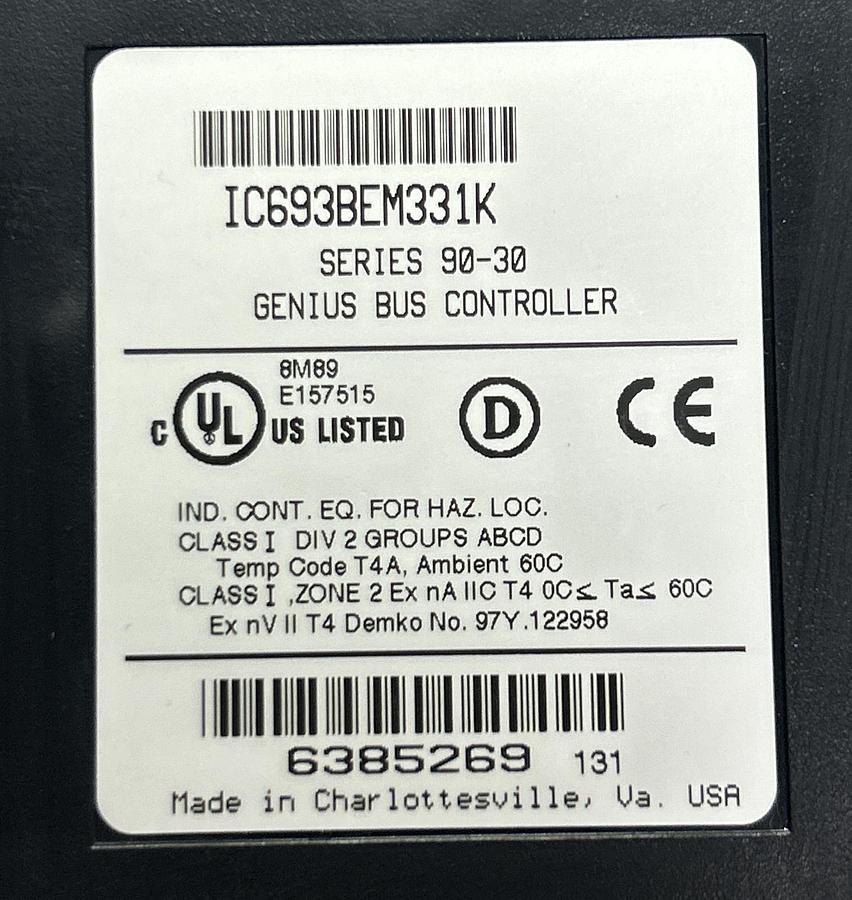 IC693BEM331K
SERIES 90-30
GENIUS BUS CONTROLLER
8M89
E157515
C UL US LISTED
D
CE
IND. CONT. EQ. FOR HAZ. LOC.
CLASS I DIV 2 GROUPS ABCD
Temp Code T4A, Ambient 60C
CLASS I ,ZONE 2 Ex nA IIC T4 0C≤ Ta≤ 60C
Ex nV II T4 Demko No. 97Y.122958
6385269 131
Made in Charlottesville, Va. USA